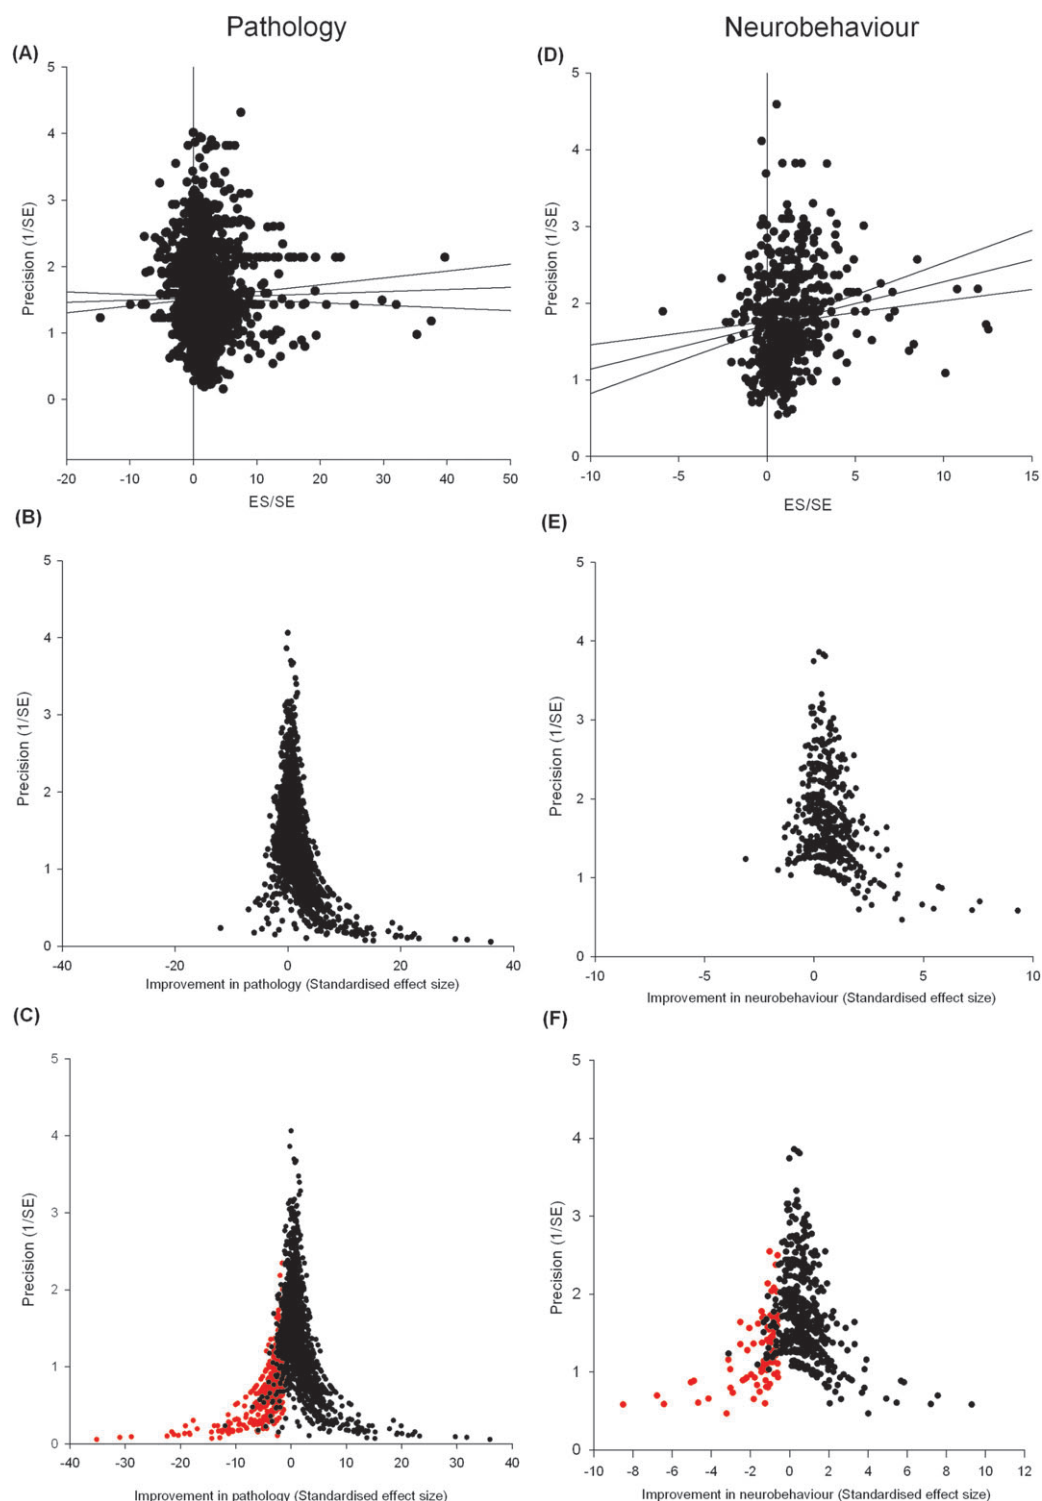 Pathology
Neurobehaviour
(A)
5
4
3
2
1
0
Precision (1/SE)
-20 -10 0 10 20 30 40 50
ES/SE
(D)
5
4
3
2
1
0
Precision (1/SE)
-10 -5 0 5 10 15
ES/SE
(B)
5
4
3
2
1
0
Precision (1/SE)
-40 -20 0 20 40
Improvement in pathology (Standardised effect size)
(E)
5
4
3
2
1
0
Precision (1/SE)
-10 -5 0 5 10
Improvement in neurobehaviour (Standardised effect size)
(C)
5
4
3
2
1
0
Precision (1/SE)
-40 -30 -20 -10 0 10 20 30 40
Improvement in pathology (Standardised effect size)
(F)
5
4
3
2
1
0
Precision (1/SE)
-10 -8 -6 -4 -2 0 2 4 6 8 10 12
Improvement in neurobehaviour (Standardised effect size)